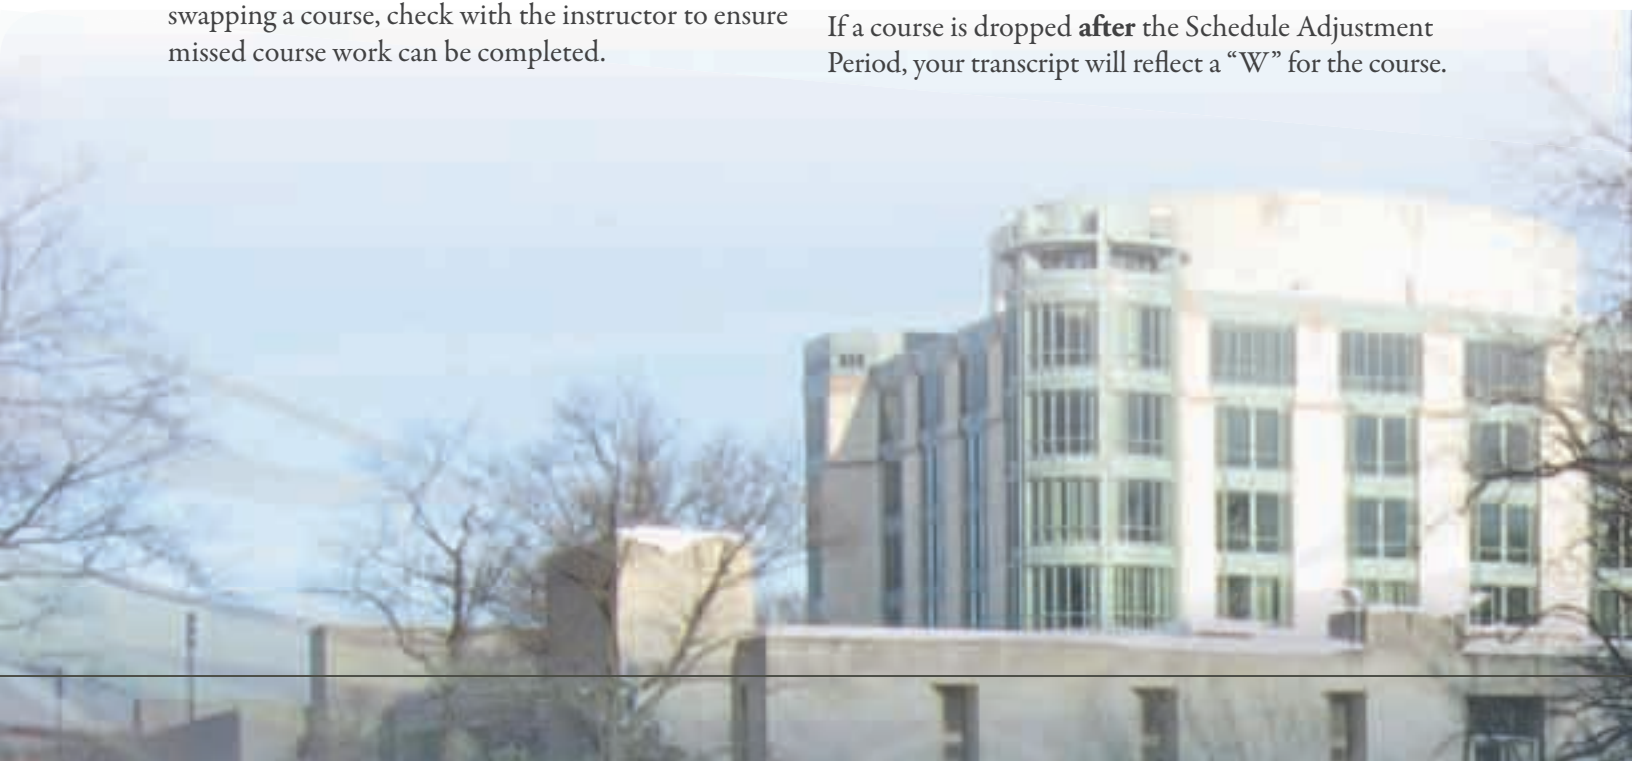 swapping a course, check with the instructor to ensure
missed course work can be completed.
If a course is dropped after the Schedule Adjustment
Period, your transcript will reflect a “W” for the course.